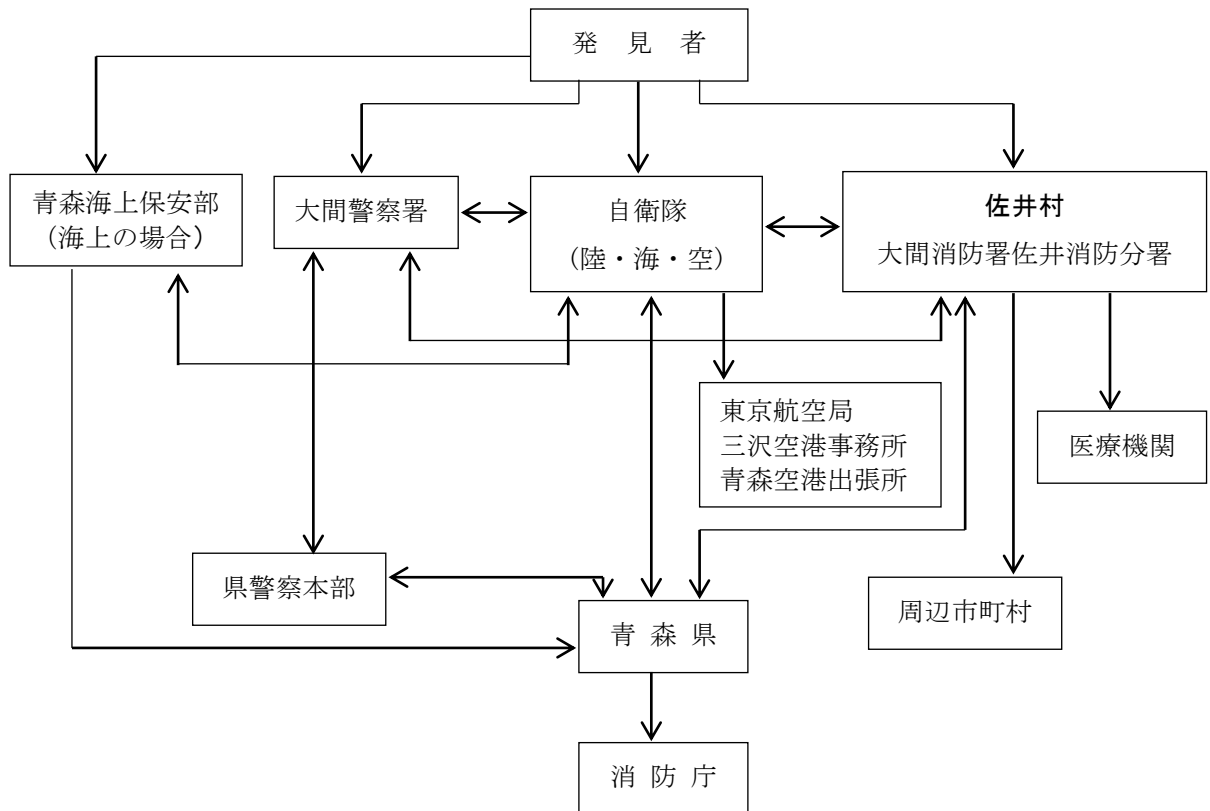 発 見 者
青森海上保安部
（海上の場合）
大間警察署
自衛隊
（陸・海・空）
佐井村
大間消防署佐井消防分署
東京航空局
三沢空港事務所
青森空港出張所
医療機関
県警察本部
青 森 県
周辺市町村
消 防 庁